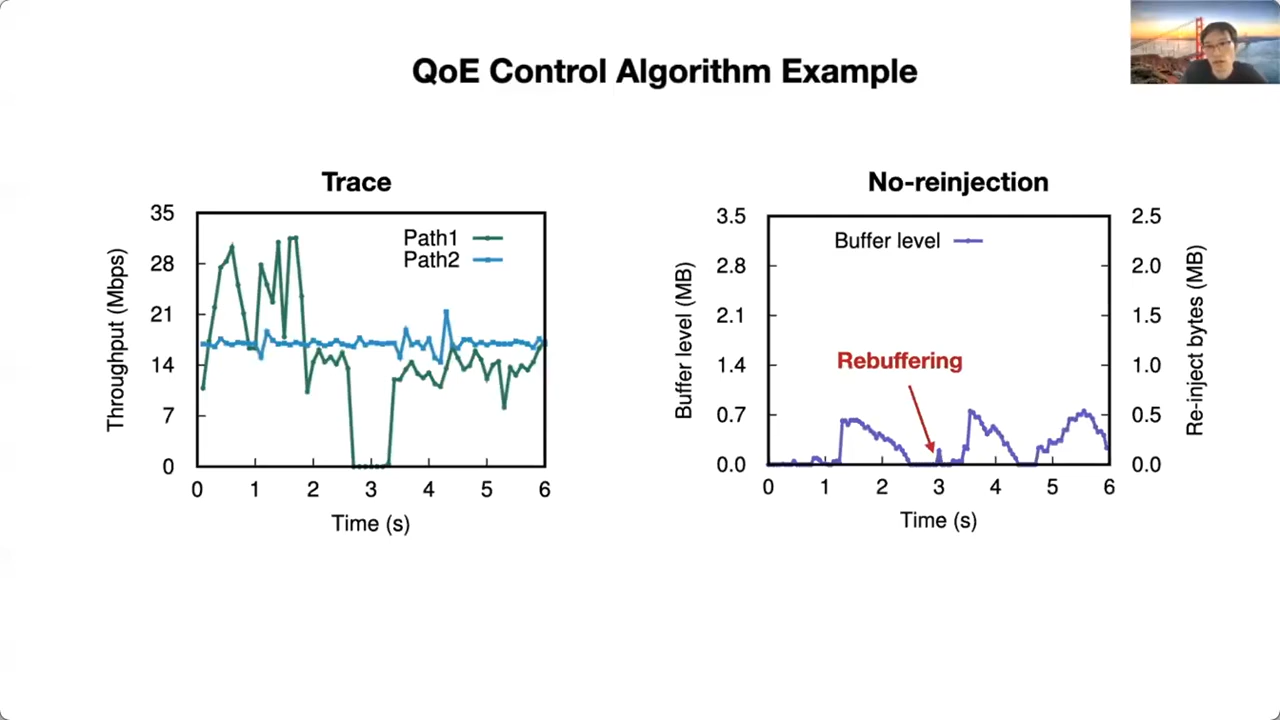 QoE Control Algorithm Example
Trace
35
28
21
14
7
0
Throughput (Mbps)
Path1
Path2
0 1 2 3 4 5 6
Time (s)
No-reinjection
3.5
2.8
2.1
1.4
0.7
0.0
Buffer level (MB)
Buffer level
Rebuffering
2.5
2.0
1.5
1.0
0.5
0.0
Re-inject bytes (MB)
0 1 2 3 4 5 6
Time (s)